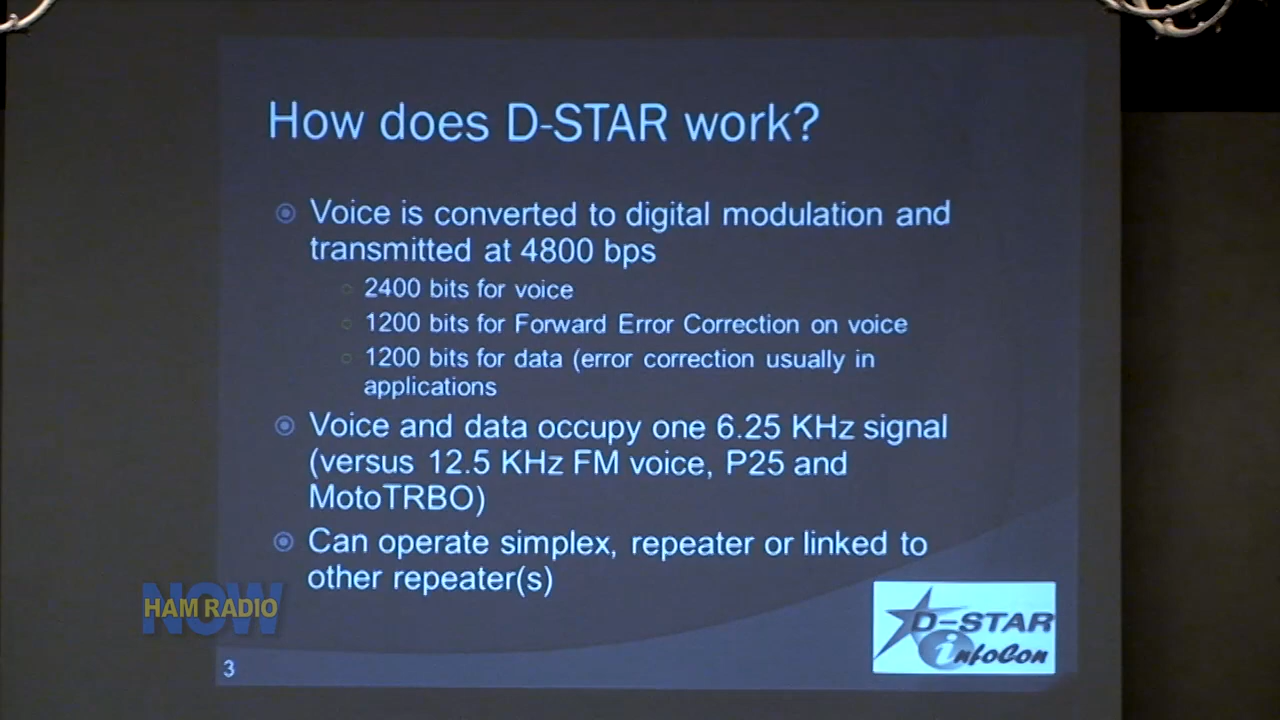 How does D-STAR work?
Voice is converted to digital modulation and
transmitted at 4800 bps
2400 bits for voice
1200 bits for Forward Error Correction on voice
1200 bits for data (error correction usually in
applications
Voice and data occupy one 6.25 KHz signal
(versus 12.5 KHz FM voice, P25 and
MotoTRBO)
Can operate simplex, repeater or linked to
other repeater(s)
NOW
HAM RADIO
D-STAR
infoCon
3